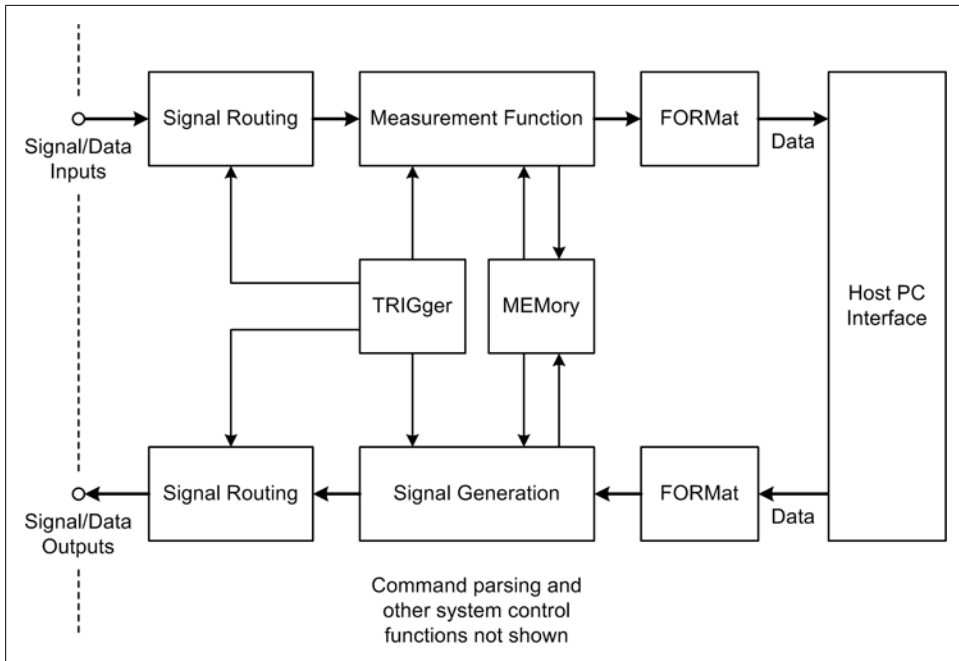 Signal Routing
Measurement Function
FORMat
Data
Signal/Data
Inputs
TRIGger
MEMory
Host PC
Interface
Signal Routing
Signal Generation
FORMat
Data
Signal/Data
Outputs
Command parsing and
other system control
functions not shown